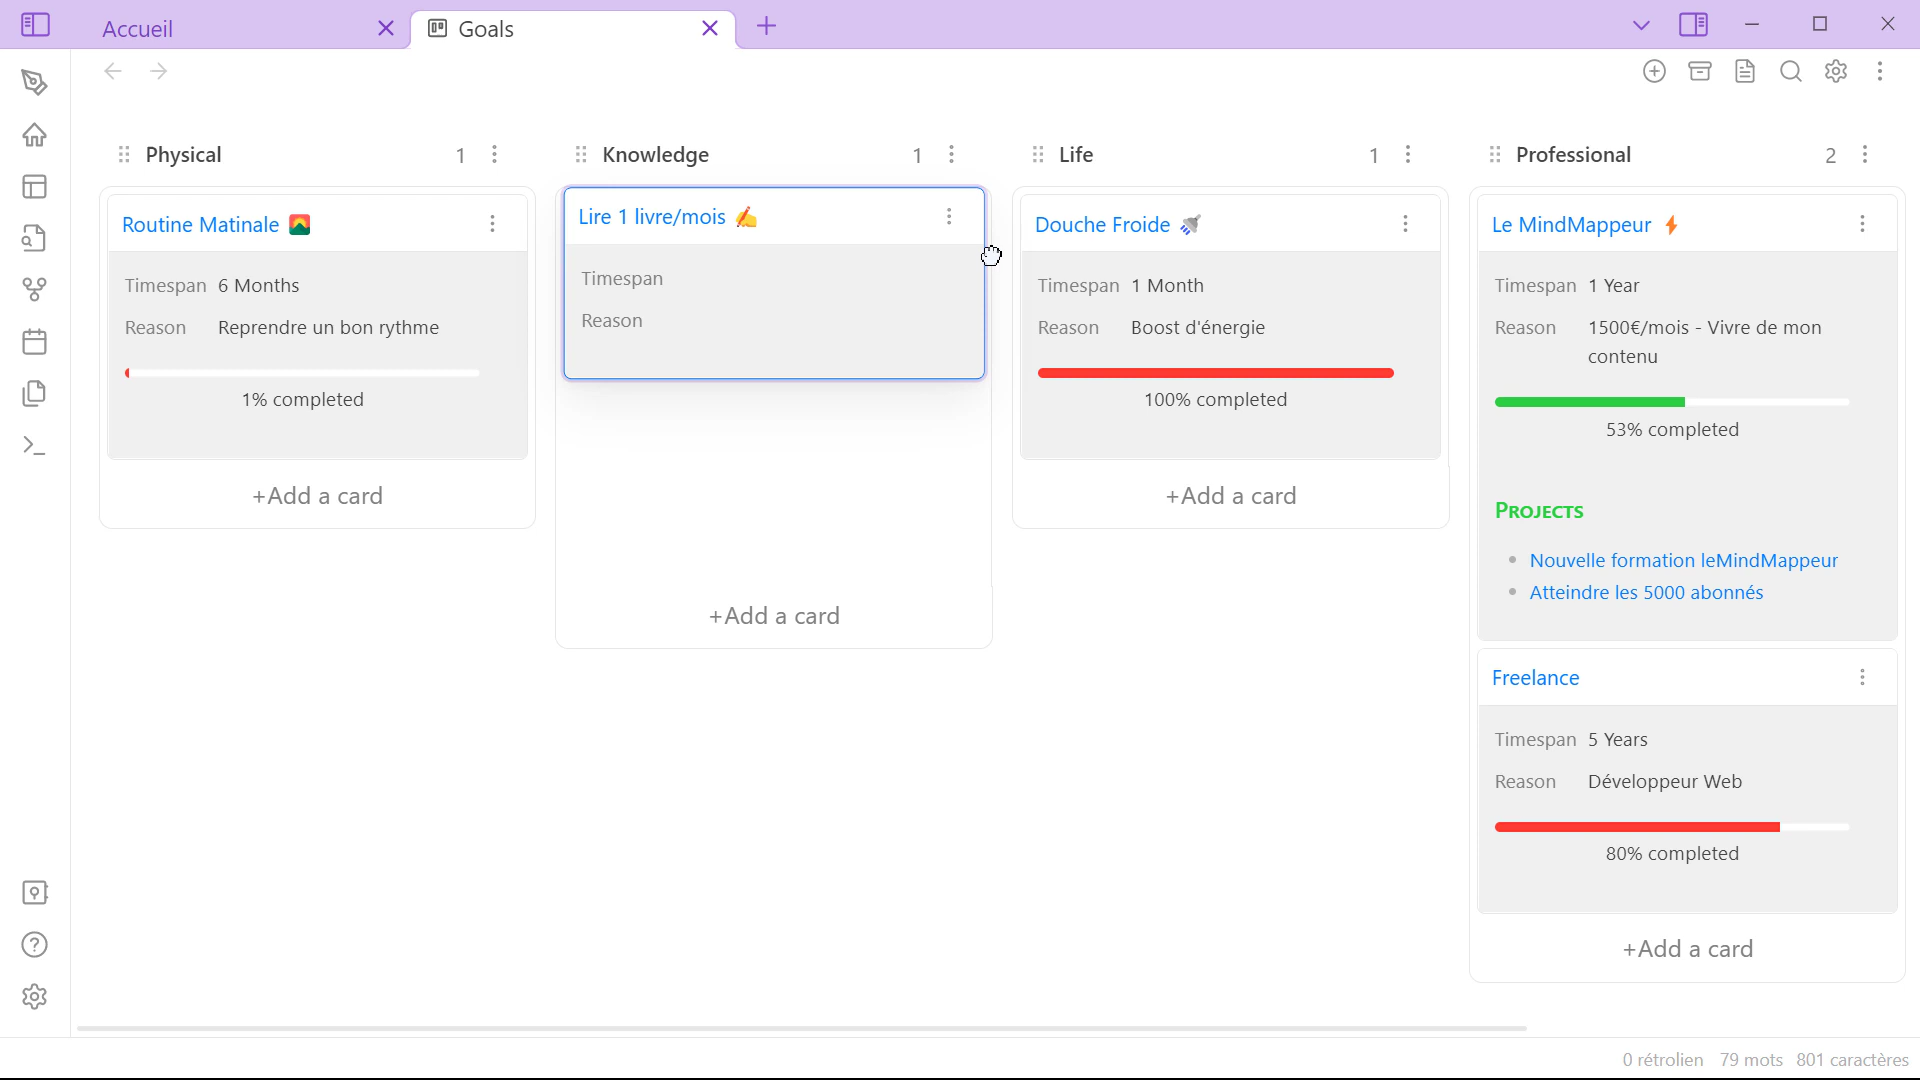 Accueil
Goals
Physical 1
Routine Matinale
Timespan 6 Months
Reason Reprendre un bon rythme
1% completed
+Add a card
Knowledge 1
Lire 1 livre/mois
Timespan
Reason
+Add a card
Life 1
Douche Froide
Timespan 1 Month
Reason Boost d'énergie
100% completed
+Add a card
Professional 2
Le MindMappeur
Timespan 1 Year
Reason 1500€/mois - Vivre de mon
contenu
53% completed
PROJECTS
Nouvelle formation leMindMappeur
Atteindre les 5000 abonnés
Freelance
Timespan 5 Years
Reason Développeur Web
80% completed
+Add a card
0 rétrolien 79 mots 801 caractères